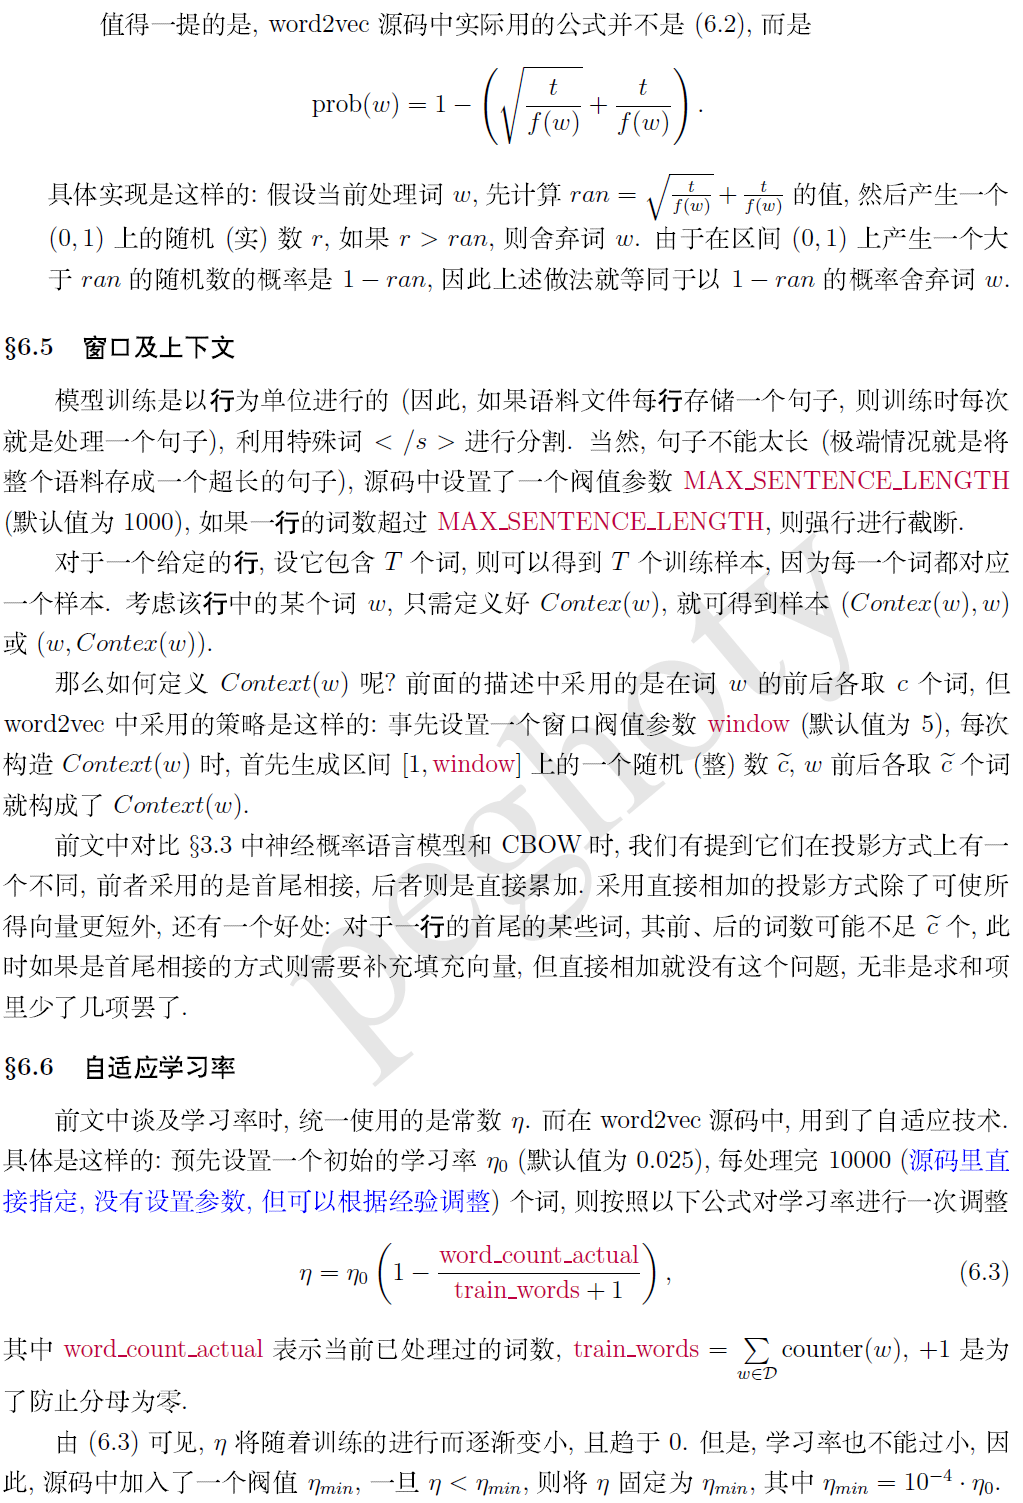 值得一提的是, word2vec 源码中实际用的公式并不是 (6.2), 而是
prob(w) = 1 − (√(t/f(w)) + t/f(w)).
具体实现是这样的: 假设当前处理词 w, 先计算 ran = √(t/f(w)) + t/f(w) 的值, 然后产生一个
(0, 1) 上的随机 (实) 数 r, 如果 r > ran, 则舍弃词 w. 由于在区间 (0, 1) 上产生一个大
于 ran 的随机数的概率是 1 − ran, 因此上述做法就等同于以 1 − ran 的概率舍弃词 w.
§6.5 窗口及上下文
模型训练是以行为单位进行的 (因此, 如果语料文件每行存储一个句子, 则训练时每次
就是处理一个句子), 利用特殊词 < /s > 进行分割. 当然, 句子不能太长 (极端情况就是将
整个语料存成一个超长的句子), 源码中设置了一个阀值参数 MAX_SENTENCE_LENGTH
(默认值为 1000), 如果一行的词数超过 MAX_SENTENCE_LENGTH, 则强行进行截断.
对于一个给定的行, 设它包含 T 个词, 则可以得到 T 个训练样本, 因为每一个词都对应
一个样本. 考虑该行中的某个词 w, 只需定义好 Contex(w), 就可得到样本 (Contex(w), w)
或 (w, Contex(w)).
那么如何定义 Context(w) 呢? 前面的描述中采用的是在词 w 的前后各取 c 个词, 但
word2vec 中采用的策略是这样的: 事先设置一个窗口阀值参数 window (默认值为 5), 每次
构造 Context(w) 时, 首先生成区间 [1, window] 上的一个随机 (整) 数 c̃, w 前后各取 c̃ 个词
就构成了 Context(w).
前文中对比 §3.3 中神经概率语言模型和 CBOW 时, 我们有提到它们在投影方式上有一
个不同, 前者采用的是首尾相接, 后者则是直接累加. 采用直接相加的投影方式除了可使所
得向量更短外, 还有一个好处: 对于一行的首尾的某些词, 其前、后的词数可能不足 c̃ 个, 此
时如果是首尾相接的方式则需要补充填充向量, 但直接相加就没有这个问题, 无非是求和项
里少了几项罢了.
§6.6 自适应学习率
前文中谈及学习率时, 统一使用的是常数 η. 而在 word2vec 源码中, 用到了自适应技术.
具体是这样的: 预先设置一个初始的学习率 η₀ (默认值为 0.025), 每处理完 10000 (源码里直
接指定, 没有设置参数, 但可以根据经验调整) 个词, 则按照以下公式对学习率进行一次调整
η = η₀ (1 − word_count_actual/(train_words + 1)), (6.3)
其中 word_count_actual 表示当前已处理过的词数, train_words = ∑_{w∈𝒟} counter(w), +1 是为
了防止分母为零.
由 (6.3) 可见, η 将随着训练的进行而逐渐变小, 且趋于 0. 但是, 学习率也不能过小, 因
此, 源码中加入了一个阀值 η_min, 一旦 η < η_min, 则将 η 固定为 η_min, 其中 η_min = 10⁻⁴ · η₀.
peghoty